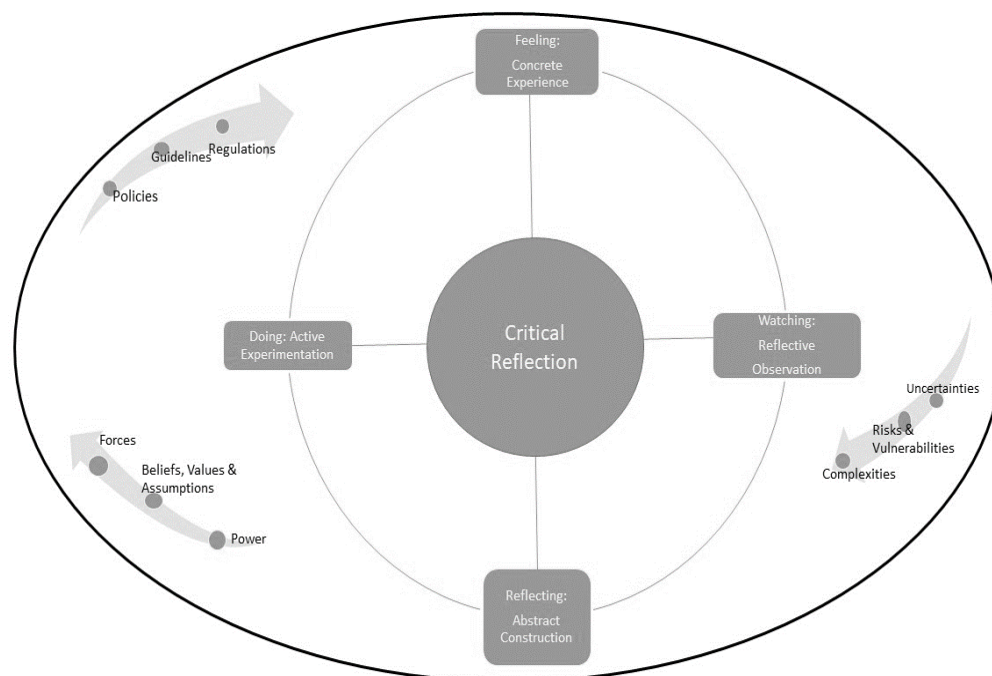 Feeling:
Concrete
Experience
Guidelines
Regulations
Policies
Doing: Active
Experimentation
Critical
Reflection
Watching:
Reflective
Observation
Uncertainties
Risks &
Vulnerabilities
Complexities
Forces
Beliefs, Values &
Assumptions
Power
Reflecting:
Abstract
Construction